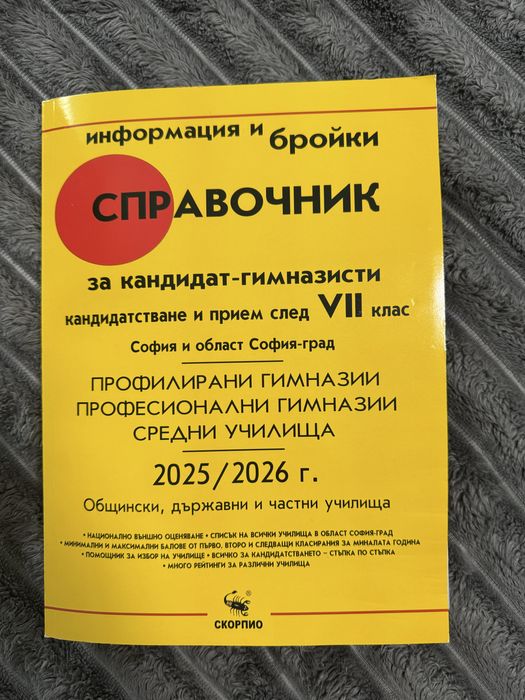 информация и бройки
СПРАВОЧНИК
за кандидат-гимназисти
кандидатстване и прием след VII клас
София и област София-град
ПРОФИЛИРАНИ ГИМНАЗИИ
ПРОФЕСИОНАЛНИ ГИМНАЗИИ
СРЕДНИ УЧИЛИЩА
2025/2026 г.
Общински, държавни и частни училища
• НАЦИОНАЛНО ВЪНШНО ОЦЕНЯВАНЕ • СПИСЪК НА ВСИЧКИ УЧИЛИЩА В ОБЛАСТ СОФИЯ-ГРАД
• МИНИМАЛНИ И МАКСИМАЛНИ БАЛОВЕ ОТ ПЪРВО, ВТОРО И СЛЕДВАЩИ КЛАСИРАНИЯ ЗА МИНАЛАТА ГОДИНА
• ПОМОЩНИК ЗА ИЗБОР НА УЧИЛИЩЕ • ВСИЧКО ЗА КАНДИДАТСТВАНЕТО – СТЪПКА ПО СТЪПКА
• МНОГО РЕЙТИНГИ ЗА РАЗЛИЧНИ УЧИЛИЩА
®
СКОРПИО